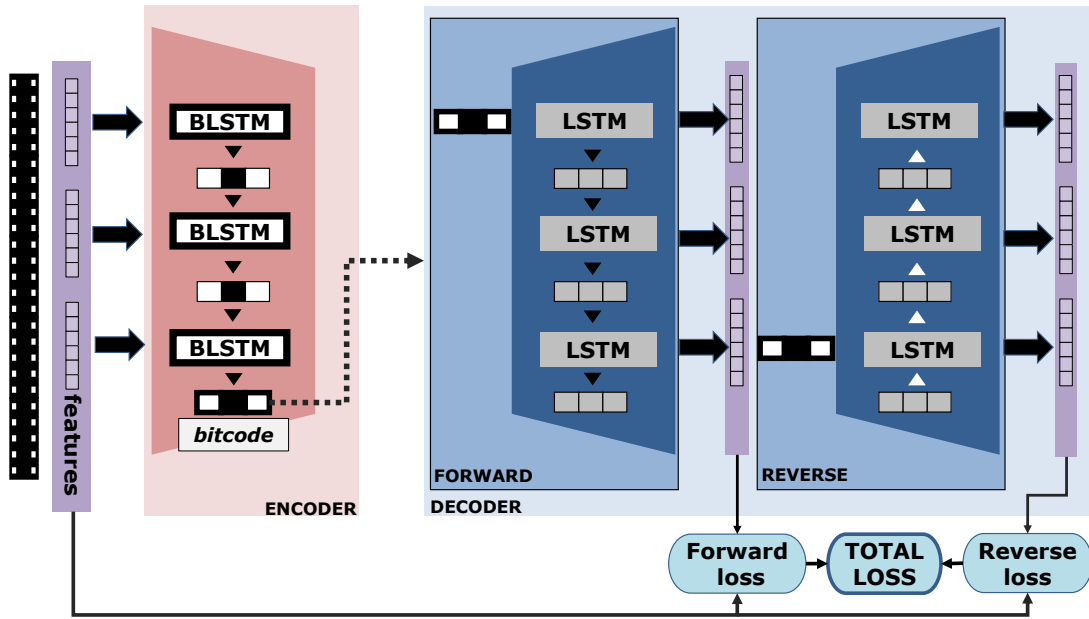 features
BLSTM
BLSTM
BLSTM
bitcode
ENCODER
LSTM
LSTM
LSTM
FORWARD
DECODER
LSTM
LSTM
LSTM
REVERSE
Forward
loss
TOTAL
LOSS
Reverse
loss